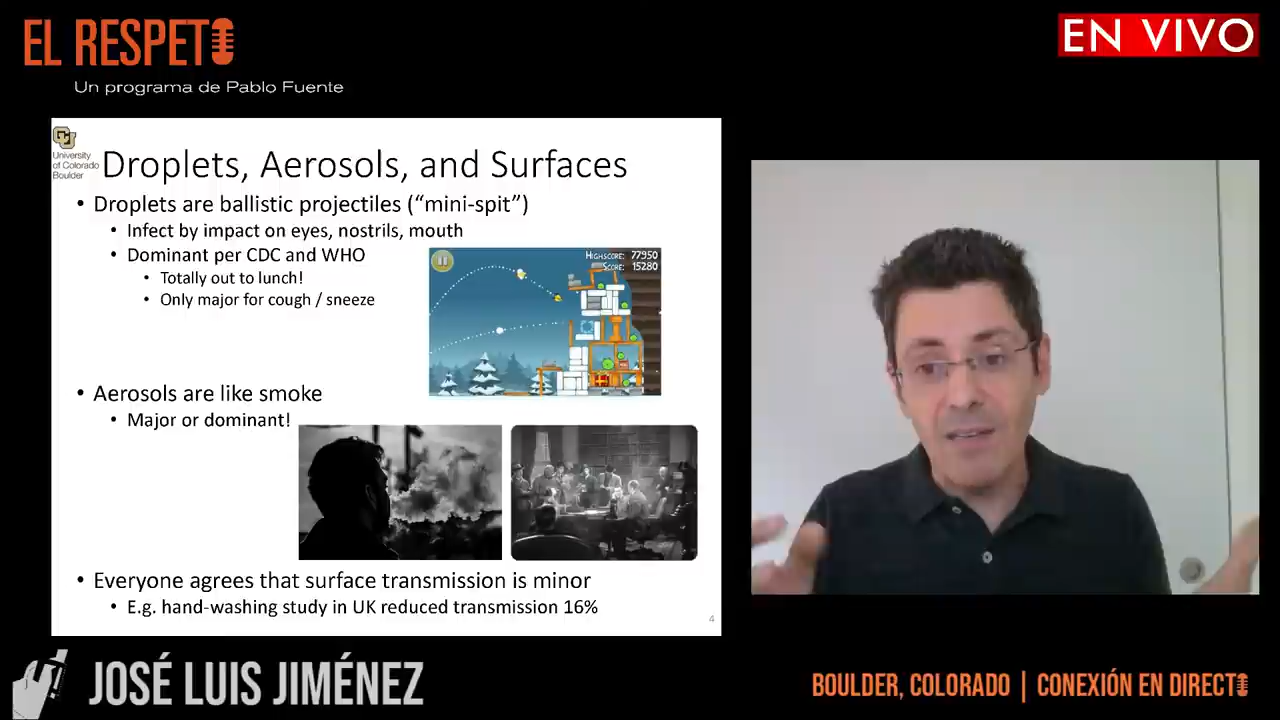 EL RESPETO
Un programa de Pablo Fuente
EN VIVO
University of Colorado Boulder
Droplets, Aerosols, and Surfaces
• Droplets are ballistic projectiles (“mini-spit”)
• Infect by impact on eyes, nostrils, mouth
• Dominant per CDC and WHO
• Totally out to lunch!
• Only major for cough / sneeze
HIGHSCORE: 77950
SCORE: 15280
• Aerosols are like smoke
• Major or dominant!
• Everyone agrees that surface transmission is minor
• E.g. hand-washing study in UK reduced transmission 16%
4
JOSÉ LUIS JIMÉNEZ
BOULDER, COLORADO | CONEXIÓN EN DIRECTO